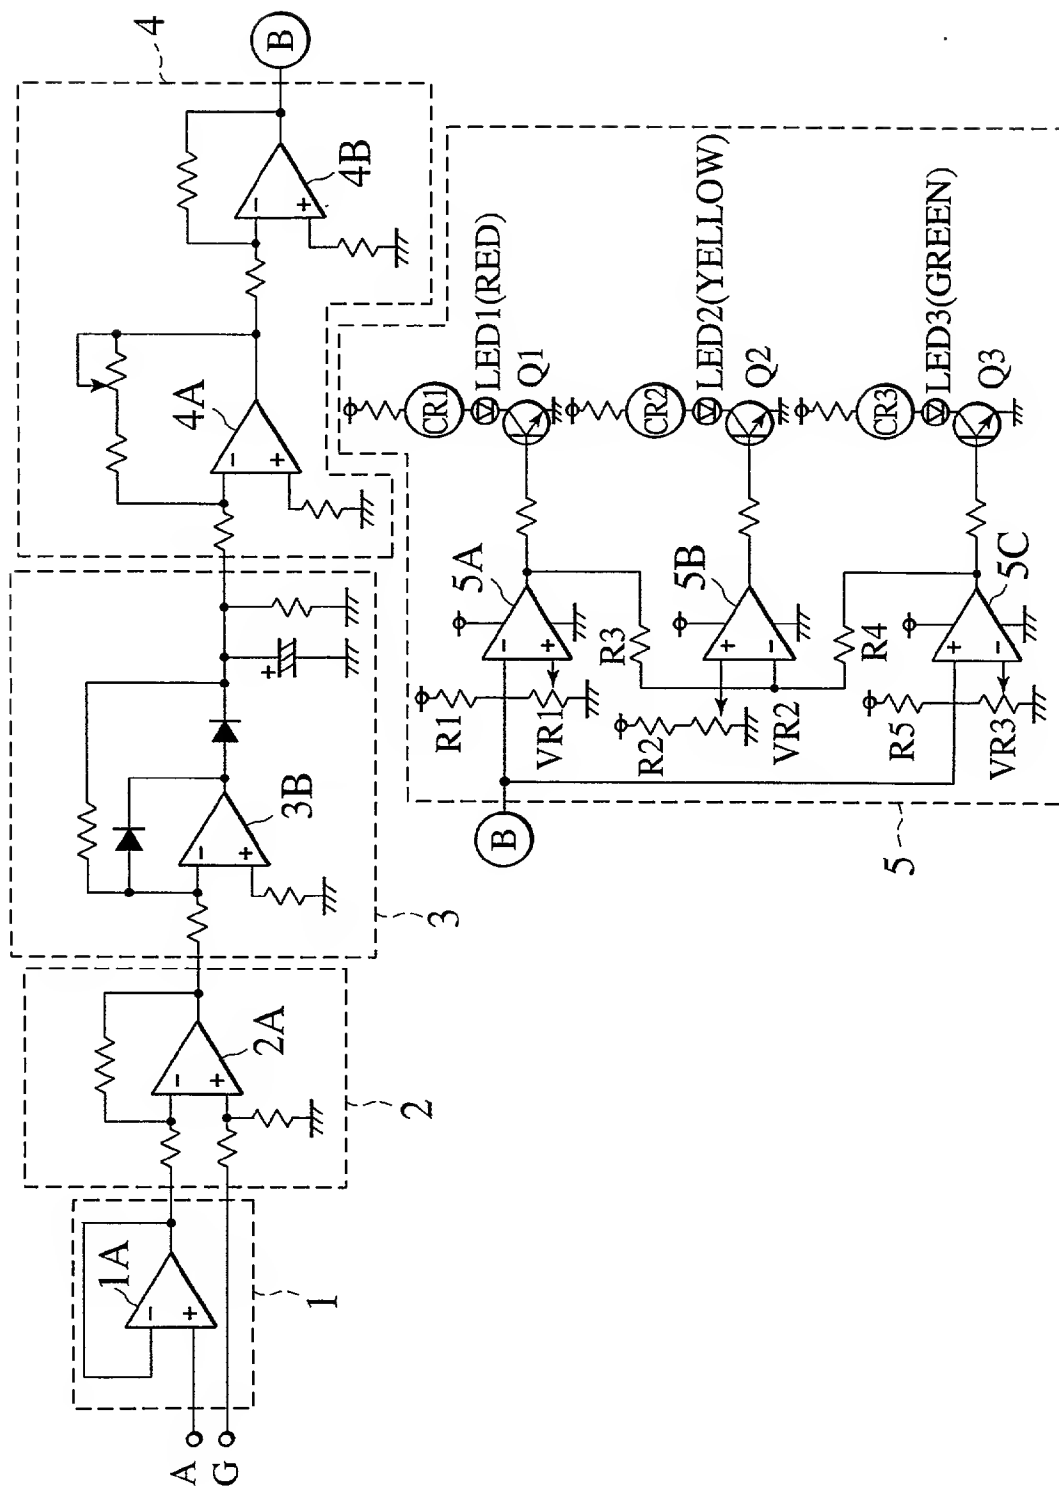 A
G
1A
1
2A
2
3B
3
4A
4B
4
B
B
5
R1
VR1
5A
R3
CR1
LED1(RED)
Q1
R2
VR2
5B
CR2
LED2(YELLOW)
Q2
R4
R5
VR3
5C
CR3
LED3(GREEN)
Q3